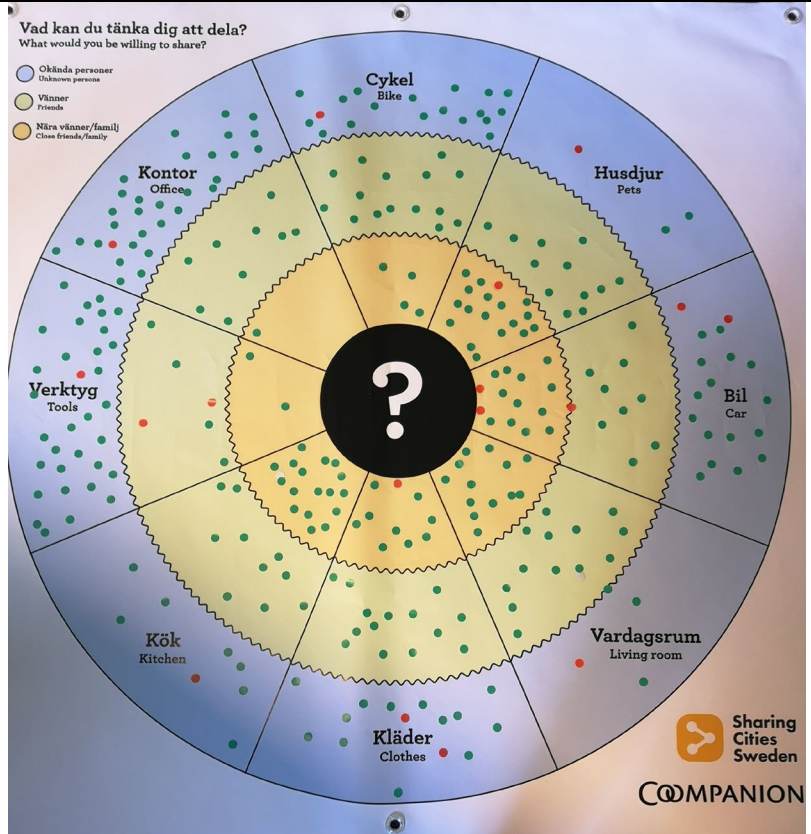 Vad kan du tänka dig att dela?
What would you be willing to share?
Okända personer
Unknown persons
Vänner
Friends
Nära vänner/familj
Close friends/family
Cykel
Bike
Husdjur
Pets
Kontor
Office
Bil
Car
Verktyg
Tools
?
Vardagsrum
Living room
Kök
Kitchen
Kläder
Clothes
Sharing
Cities
Sweden
COOMPANION